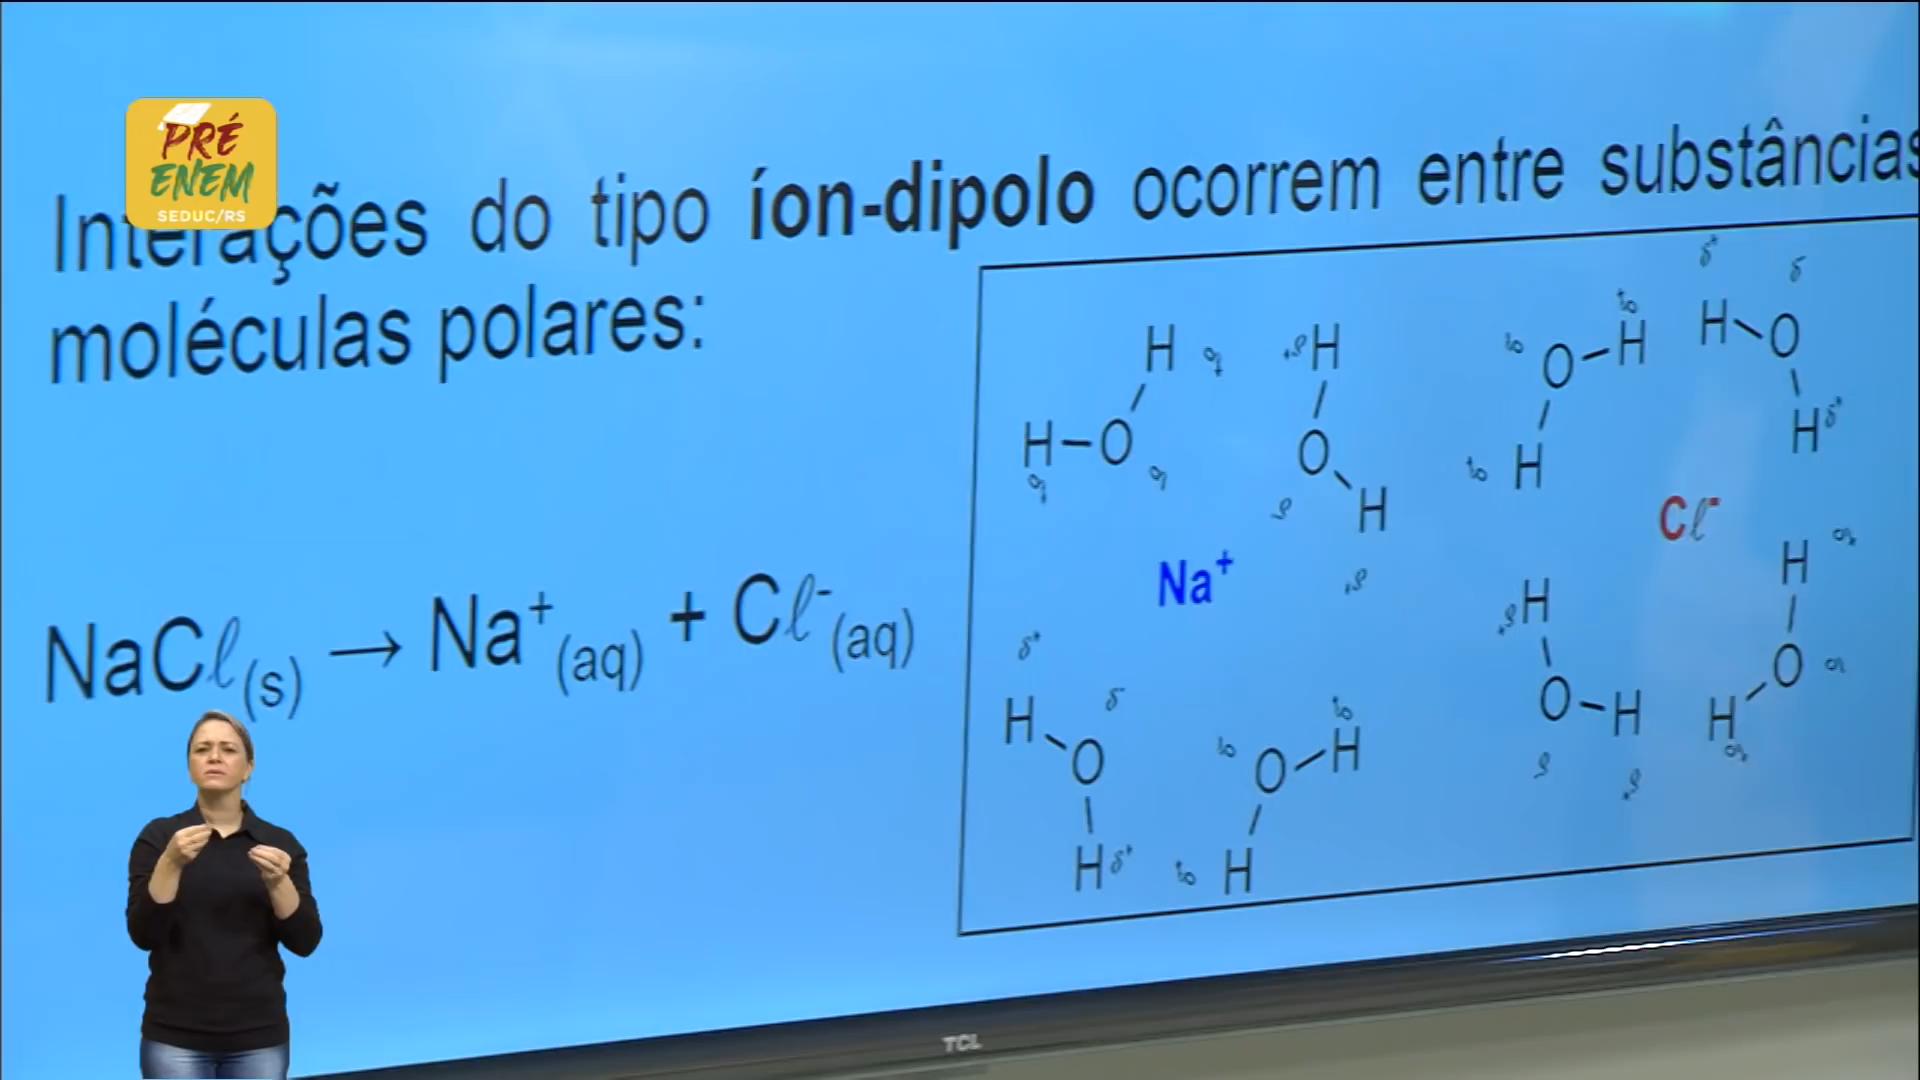 PRÉ
ENEM
SEDUC/RS
Interações do tipo íon-dipolo ocorrem entre substâncias
moléculas polares:
NaCℓ(s) → Na⁺(aq) + Cℓ⁻(aq)
δ⁺ δ⁻
H δ⁺ δ⁺ H δ⁻ O H δ⁺ H O
H O O δ⁺ H H δ⁺
δ⁺ δ⁻ δ⁻ H
Cℓ⁻
Na⁺ δ⁺ H δ⁺
δ⁺ H
δ⁺ δ⁻ O H H O δ⁻
H O δ⁻ O H δ⁺ δ⁻ δ⁺ δ⁺
H δ⁺ δ⁺ H
TCL